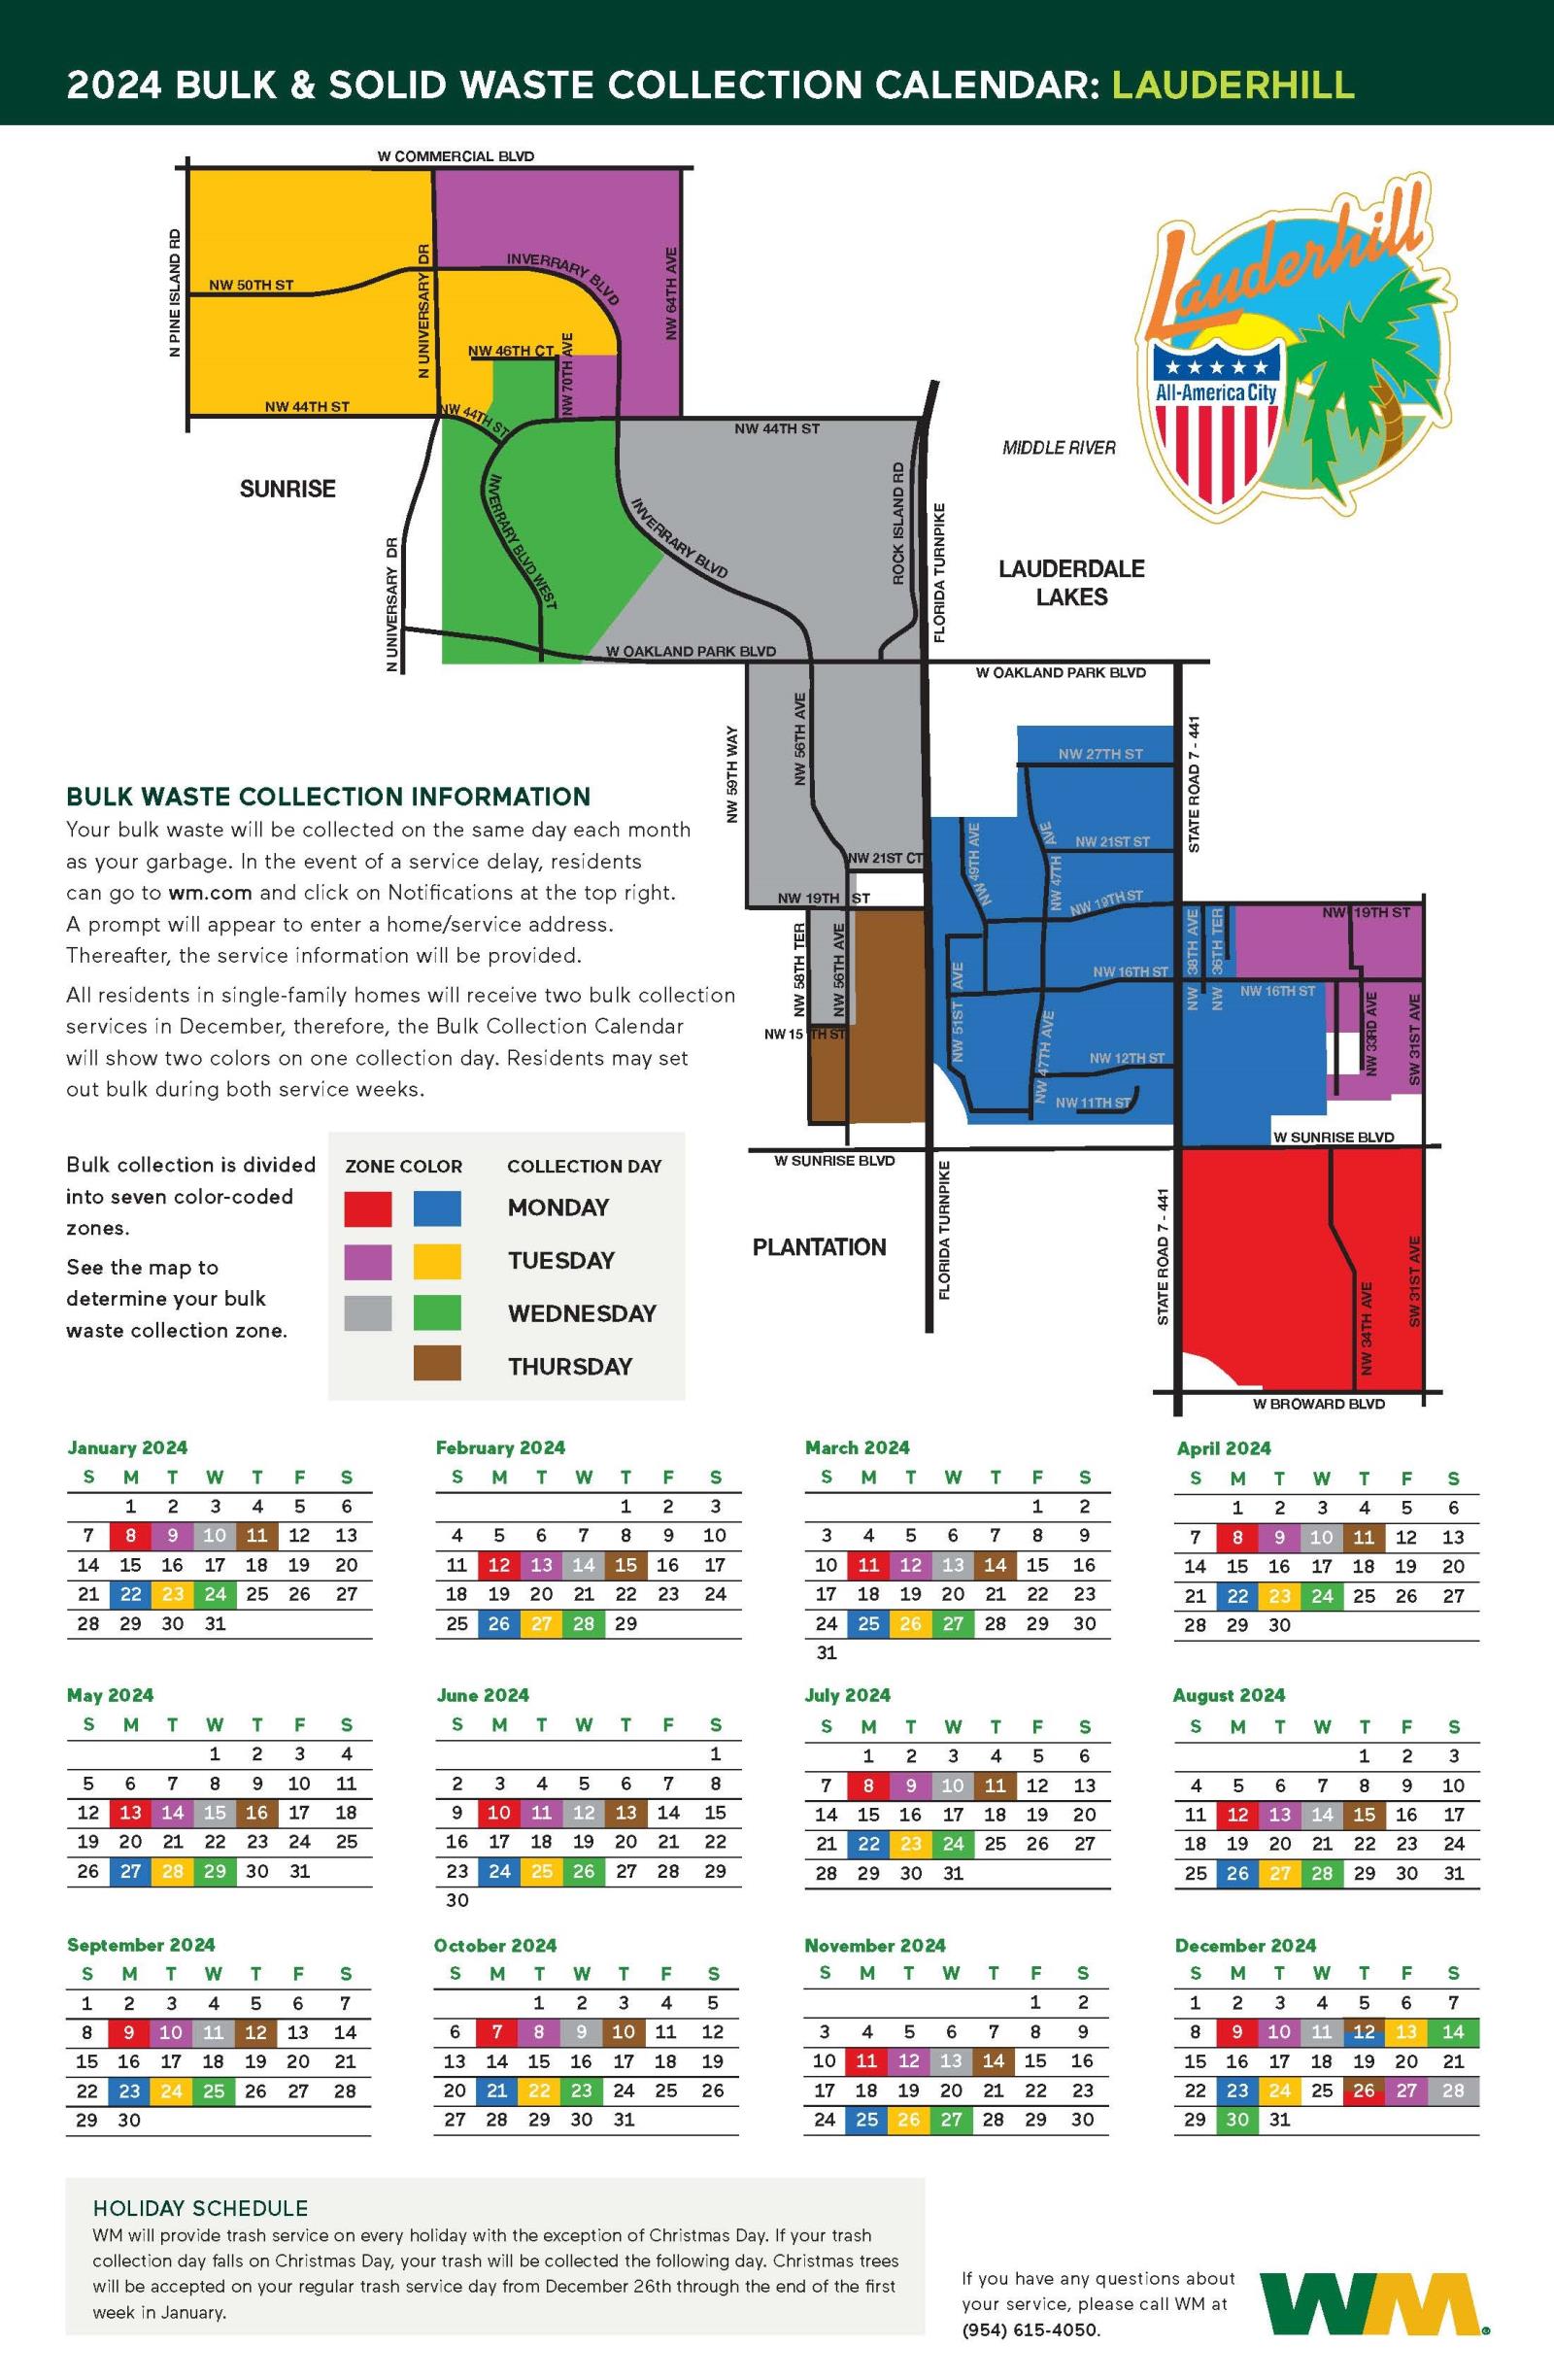 2024 BULK & SOLID WASTE COLLECTION CALENDAR: LAUDERHILL
W COMMERCIAL BLVD
N PINE ISLAND RD
NW 50TH ST
N UNIVERSARY DR
INVERRARY BLVD
NW 64TH AVE
NW 46TH CT
NW 70TH AVE
NW 44TH ST
NW 44TH ST
NW 44TH ST
Lauderhill
All-America City
MIDDLE RIVER
SUNRISE
INVERRARY BLVD WEST
INVERRARY BLVD
ROCK ISLAND RD
FLORIDA TURNPIKE
N UNIVERSARY DR
LAUDERDALE
LAKES
W OAKLAND PARK BLVD
W OAKLAND PARK BLVD
NW 59TH WAY
NW 56TH AVE
STATE ROAD 7 - 441
NW 27TH ST
NW 49TH AVE
NW 47TH AVE
NW 21ST ST
NW 21ST CT
NW 19TH ST
NW 19TH ST
NW 19TH ST
NW 58TH TER
NW 56TH AVE
NW 38TH AVE
NW 36TH TER
NW 51ST AVE
NW 16TH ST
NW 16TH ST
NW 33RD AVE
SW 31ST AVE
NW 15TH ST
NW 47TH AVE
NW 12TH ST
NW 11TH ST
W SUNRISE BLVD
W SUNRISE BLVD
PLANTATION
FLORIDA TURNPIKE
STATE ROAD 7 - 441
NW 34TH AVE
SW 31ST AVE
W BROWARD BLVD
BULK WASTE COLLECTION INFORMATION
Your bulk waste will be collected on the same day each month
as your garbage. In the event of a service delay, residents
can go to wm.com and click on Notifications at the top right.
A prompt will appear to enter a home/service address.
Thereafter, the service information will be provided.
All residents in single-family homes will receive two bulk collection
services in December, therefore, the Bulk Collection Calendar
will show two colors on one collection day. Residents may set
out bulk during both service weeks.
Bulk collection is divided
into seven color-coded
zones.
See the map to
determine your bulk
waste collection zone.
ZONE COLOR COLLECTION DAY
MONDAY
TUESDAY
WEDNESDAY
THURSDAY
January 2024
S M T W T F S
1 2 3 4 5 6
7 8 9 10 11 12 13
14 15 16 17 18 19 20
21 22 23 24 25 26 27
28 29 30 31
February 2024
S M T W T F S
1 2 3
4 5 6 7 8 9 10
11 12 13 14 15 16 17
18 19 20 21 22 23 24
25 26 27 28 29
March 2024
S M T W T F S
1 2
3 4 5 6 7 8 9
10 11 12 13 14 15 16
17 18 19 20 21 22 23
24 25 26 27 28 29 30
31
April 2024
S M T W T F S
1 2 3 4 5 6
7 8 9 10 11 12 13
14 15 16 17 18 19 20
21 22 23 24 25 26 27
28 29 30
May 2024
S M T W T F S
1 2 3 4
5 6 7 8 9 10 11
12 13 14 15 16 17 18
19 20 21 22 23 24 25
26 27 28 29 30 31
June 2024
S M T W T F S
1
2 3 4 5 6 7 8
9 10 11 12 13 14 15
16 17 18 19 20 21 22
23 24 25 26 27 28 29
30
July 2024
S M T W T F S
1 2 3 4 5 6
7 8 9 10 11 12 13
14 15 16 17 18 19 20
21 22 23 24 25 26 27
28 29 30 31
August 2024
S M T W T F S
1 2 3
4 5 6 7 8 9 10
11 12 13 14 15 16 17
18 19 20 21 22 23 24
25 26 27 28 29 30 31
September 2024
S M T W T F S
1 2 3 4 5 6 7
8 9 10 11 12 13 14
15 16 17 18 19 20 21
22 23 24 25 26 27 28
29 30
October 2024
S M T W T F S
1 2 3 4 5
6 7 8 9 10 11 12
13 14 15 16 17 18 19
20 21 22 23 24 25 26
27 28 29 30 31
November 2024
S M T W T F S
1 2
3 4 5 6 7 8 9
10 11 12 13 14 15 16
17 18 19 20 21 22 23
24 25 26 27 28 29 30
December 2024
S M T W T F S
1 2 3 4 5 6 7
8 9 10 11 12 13 14
15 16 17 18 19 20 21
22 23 24 25 26 27 28
29 30 31
HOLIDAY SCHEDULE
WM will provide trash service on every holiday with the exception of Christmas Day. If your trash
collection day falls on Christmas Day, your trash will be collected the following day. Christmas trees
will be accepted on your regular trash service day from December 26th through the end of the first
week in January.
If you have any questions about
your service, please call WM at
(954) 615-4050.
WM®